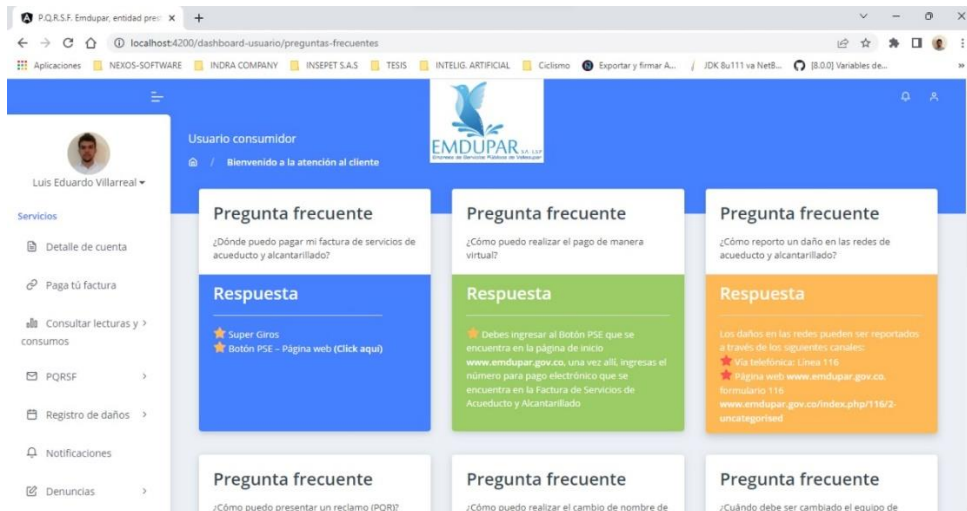 P.Q.R.S.F. Emdupar, entidad pres
localhost:4200/dashboard-usuario/preguntas-frecuentes
Aplicaciones NEXOS-SOFTWARE INDRA COMPANY INSEPET S.A.S TESIS INTELIG. ARTIFICIAL Ciclismo Exportar y firmar A... JDK 8u111 va NetB... [8.0.0] Variables de... »
Usuario consumidor
/ Bienvenido a la atención al cliente
EMDUPAR S.A. E.S.P.
Empresa de Servicios Públicos de Valledupar
Luis Eduardo Villarreal
Servicios
Detalle de cuenta
Paga tú factura
Consultar lecturas y >
consumos
PQRSF >
Registro de daños >
Notificaciones
Denuncias >
Pregunta frecuente
¿Dónde puedo pagar mi factura de servicios de
acueducto y alcantarillado?
Respuesta
Super Giros
Botón PSE – Página web (Click aquí)
Pregunta frecuente
¿Cómo puedo realizar el pago de manera
virtual?
Respuesta
Debes ingresar al Botón PSE que se
encuentra en la página de inicio
www.emdupar.gov.co, una vez allí, ingresas el
número para pago electrónico que se
encuentra en la Factura de Servicios de
Acueducto y Alcantarillado
Pregunta frecuente
¿Cómo reporto un daño en las redes de
acueducto y alcantarillado?
Respuesta
Los daños en las redes pueden ser reportados
a través de los siguientes canales:
Vía telefónica: Línea 116
Página web www.emdupar.gov.co,
formulario 116
www.emdupar.gov.co/index.php/116/2-
uncategorised
Pregunta frecuente
¿Cómo puedo presentar un reclamo (PQR)?
Pregunta frecuente
¿Cómo puedo realizar el cambio de nombre de
Pregunta frecuente
¿Cuándo debe ser cambiado el equipo de